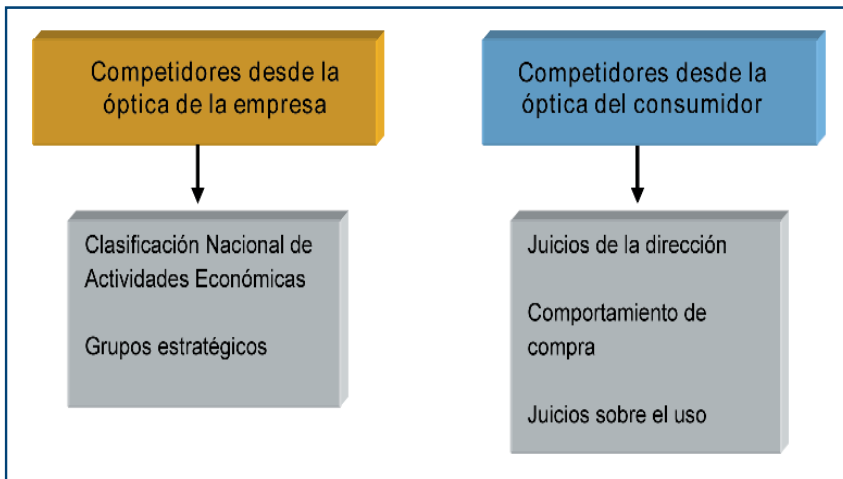 Competidores desde la
óptica de la empresa
Clasificación Nacional de
Actividades Económicas
Grupos estratégicos
Competidores desde la
óptica del consumidor
Juicios de la dirección
Comportamiento de
compra
Juicios sobre el uso